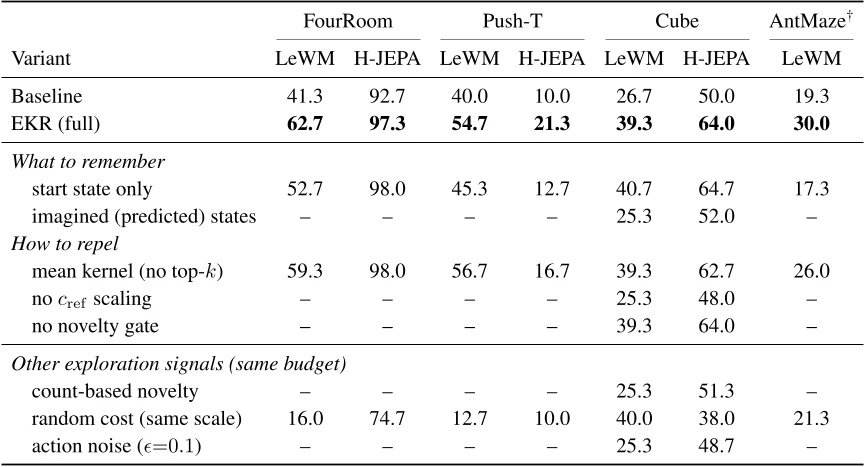 FourRoom Push-T Cube AntMaze†
Variant LeWM H-JEPA LeWM H-JEPA LeWM H-JEPA LeWM
Baseline 41.3 92.7 40.0 10.0 26.7 50.0 19.3
EKR (full) 62.7 97.3 54.7 21.3 39.3 64.0 30.0
What to remember
start state only 52.7 98.0 45.3 12.7 40.7 64.7 17.3
imagined (predicted) states – – – – 25.3 52.0 –
How to repel
mean kernel (no top-k) 59.3 98.0 56.7 16.7 39.3 62.7 26.0
no c_ref scaling – – – – 25.3 48.0 –
no novelty gate – – – – 39.3 64.0 –
Other exploration signals (same budget)
count-based novelty – – – – 25.3 51.3 –
random cost (same scale) 16.0 74.7 12.7 10.0 40.0 38.0 21.3
action noise (ϵ=0.1) – – – – 25.3 48.7 –